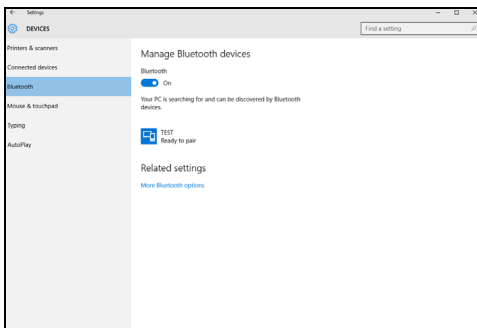 Settings
DEVICES
Find a setting
Printers & scanners
Connected devices
Bluetooth
Mouse & touchpad
Typing
AutoPlay
Manage Bluetooth devices
Bluetooth
On
Your PC is searching for and can be discovered by Bluetooth
devices.
TEST
Ready to pair
Related settings
More Bluetooth options